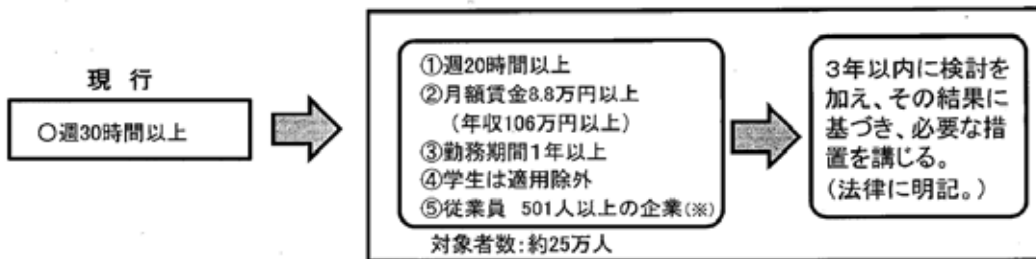 現 行
○週30時間以上
①週20時間以上
②月額賃金8.8万円以上
（年収106万円以上）
③勤務期間1年以上
④学生は適用除外
⑤従業員 501人以上の企業(※)
対象者数:約25万人
3年以内に検討を
加え、その結果に
基づき、必要な措
置を講じる。
(法律に明記。)